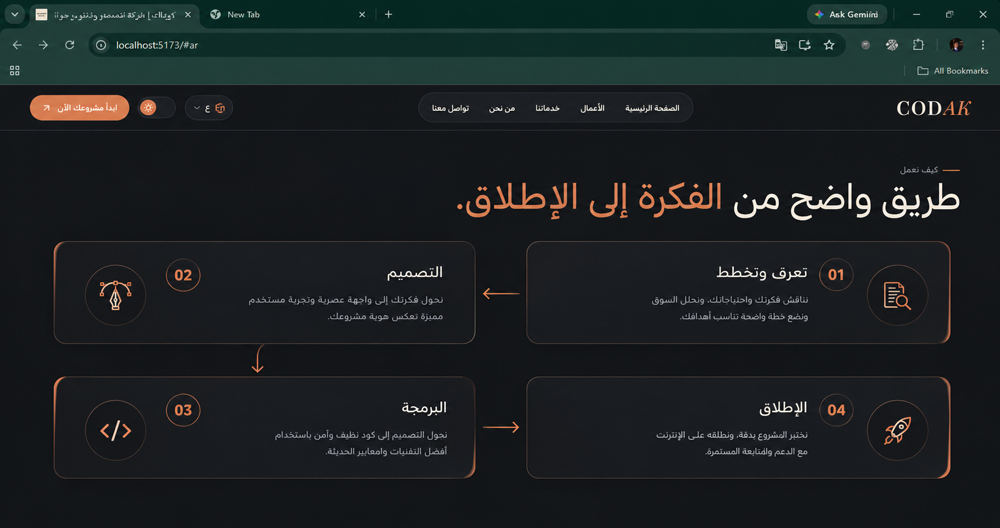 New Tab
Ask Gemini
localhost:5173/#ar
All Bookmarks
CODAK
الصفحة الرئيسية
الأعمال
خدماتنا
من نحن
تواصل معنا
ع
ابدأ مشروعك الآن
كيف نعمل
طريق واضح من الفكرة إلى الإطلاق.
01
تعرف وتخطط
نناقش فكرتك واحتياجاتك، ونحلل السوق
ونضع خطة واضحة تناسب أهدافك.
02
التصميم
نحول فكرتك إلى واجهة عصرية وتجربة مستخدم
مميزة تعكس هوية مشروعك.
03
البرمجة
نحول التصميم إلى كود نظيف وآمن باستخدام
أفضل التقنيات ومعايير الحديثة.
04
الإطلاق
نختبر المشروع بدقة، ونطلقه على الإنترنت
مع الدعم والمتابعة المستمرة.